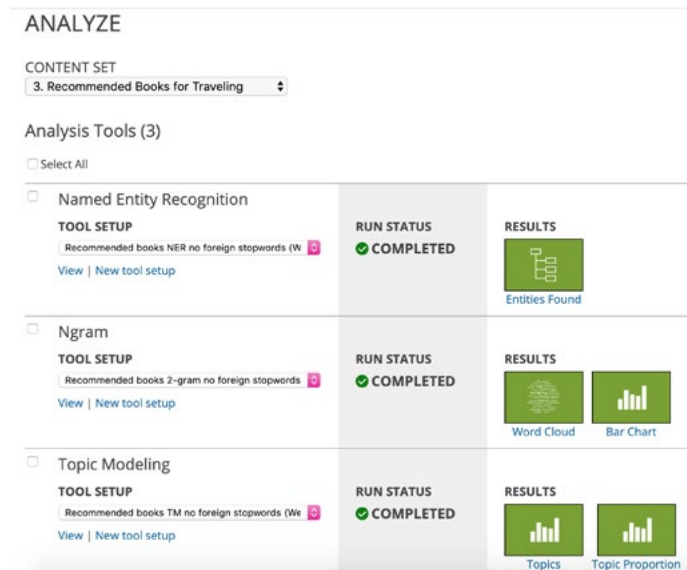 ANALYZE
CONTENT SET
3. Recommended Books for Traveling
Analysis Tools (3)
Select All
Named Entity Recognition
TOOL SETUP
RUN STATUS
RESULTS
Recommended books NER no foreign stopwords (W
COMPLETED
View | New tool setup
Entities Found
Ngram
TOOL SETUP
RUN STATUS
RESULTS
Recommended books 2-gram no foreign stopwords
COMPLETED
View | New tool setup
Word Cloud
Bar Chart
Topic Modeling
TOOL SETUP
RUN STATUS
RESULTS
Recommended books TM no foreign stopwords (We
COMPLETED
View | New tool setup
Topics
Topic Proportion